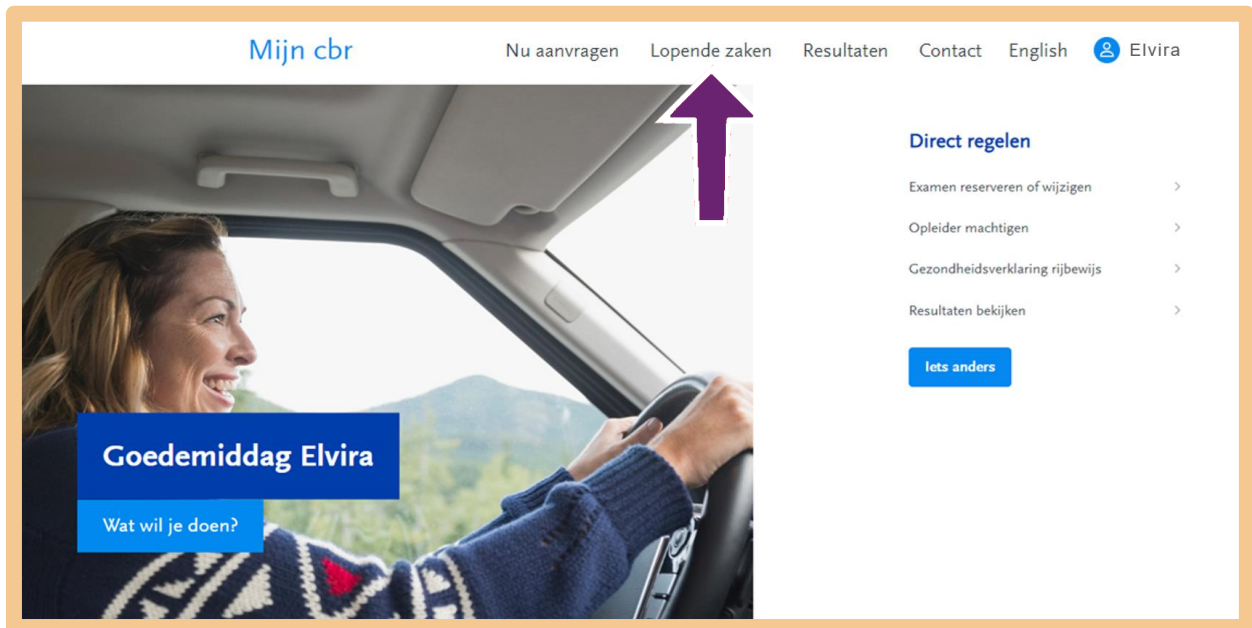 Mijn cbr
Nu aanvragen Lopende zaken Resultaten Contact English Elvira
Direct regelen
Examen reserveren of wijzigen
Opleider machtigen
Gezondheidsverklaring rijbewijs
Resultaten bekijken
Iets anders
Goedemiddag Elvira
Wat wil je doen?